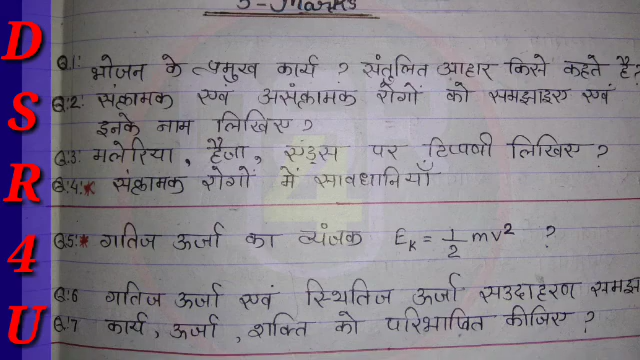 5-Marks
Q.1: भोजन के प्रमुख कार्य ? संतुलित आहार किसे कहते है?
Q.2: संक्रामक एवं असंक्रामक रोगों को समझाइए एवं
इनके नाम लिखिए ?
Q.3: मलेरिया, हैजा, एड्स पर टिप्पणी लिखिए ?
Q.4:* संक्रामक रोगों में सावधानियाँ
Q.5:* गतिज ऊर्जा का व्यंजक Eₖ = 1/2 mv² ?
Q.6 गतिज ऊर्जा एवं स्थितिज ऊर्जा सउदाहरण समझ
Q.7 कार्य, ऊर्जा, शक्ति को परिभाषित कीजिए ?
D
S
R
4
U